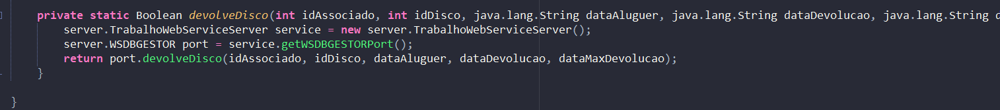 private static Boolean devolveDisco(int idAssociado, int idDisco, java.lang.String dataAluguer, java.lang.String dataDevolucao, java.lang.String
server.TrabalhoWebServiceServer service = new server.TrabalhoWebServiceServer();
server.WSDBGESTOR port = service.getWSDBGESTORPort();
return port.devolveDisco(idAssociado, idDisco, dataAluguer, dataDevolucao, dataMaxDevolucao);
}
}